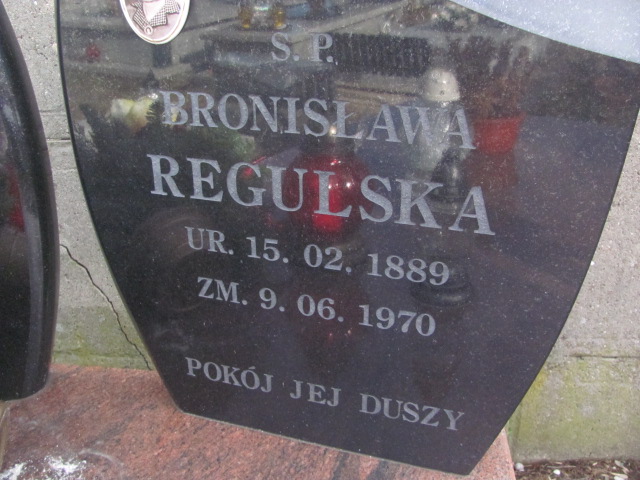 Ś. P.
BRONISŁAWA
REGULSKA
UR. 15. 02. 1889
ZM. 9. 06. 1970
POKÓJ JEJ DUSZY